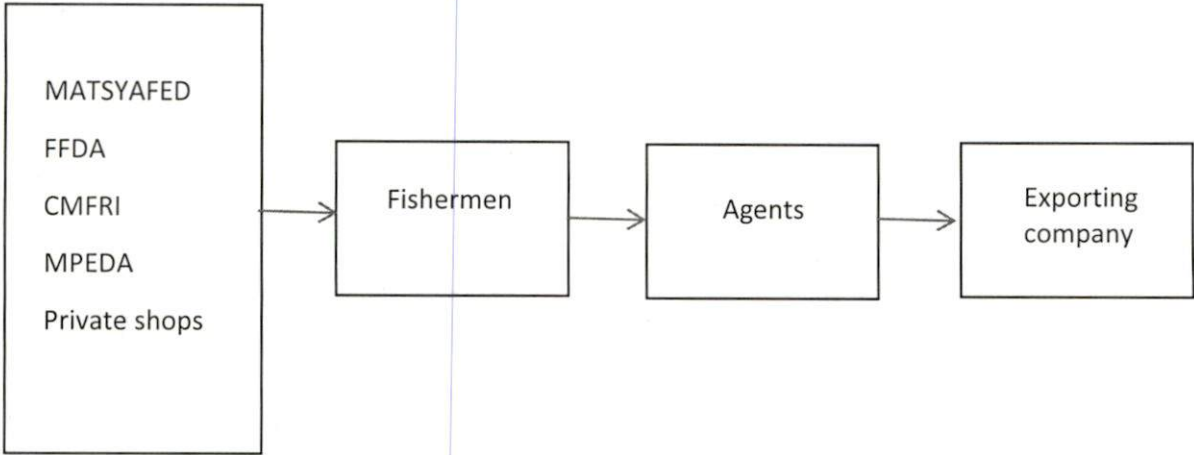 MATSYAFED
FFDA
CMFRI
MPEDA
Private shops
Fishermen
Agents
Exporting
company